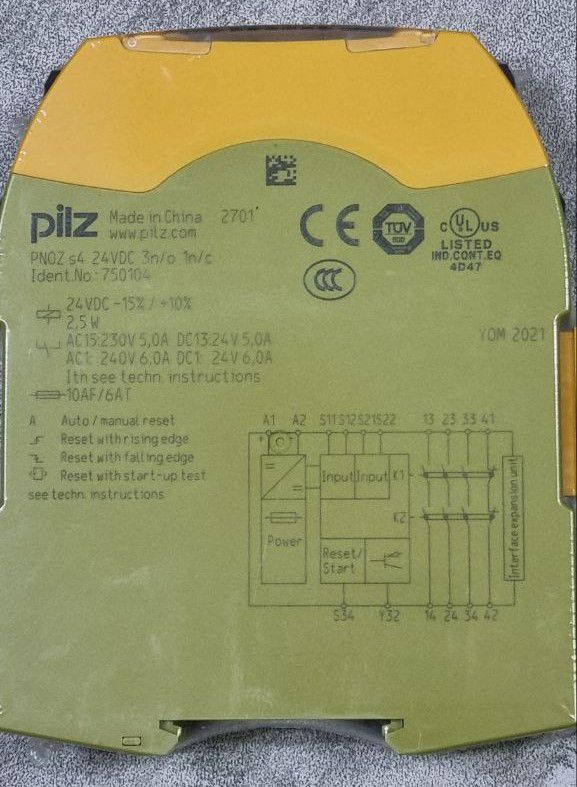 pilz Made in China 2701
www.pilz.com
PNOZ s4 24VDC 3n/o 1n/c
Ident.No: 750104
CE
TÜV
SÜD
C UL US
LISTED
IND.CONT.EQ
4D47
CCC
24VDC -15% / +10%
2,5 W
AC15:230V 5,0A DC13:24V 5,0A
AC1: 240V 6,0A DC1: 24V 6,0A
Ith see techn. instructions
10AF/6AT
YOM 2021
A Auto / manual reset
Reset with rising edge
Reset with falling edge
Reset with start-up test
see techn. instructions
A1 A2 S11 S12 S21 S22 13 23 33 41
+ -
Input Input K1
K2
Power
Reset/
Start
Interface expansion unit
S34 Y32 14 24 34 42